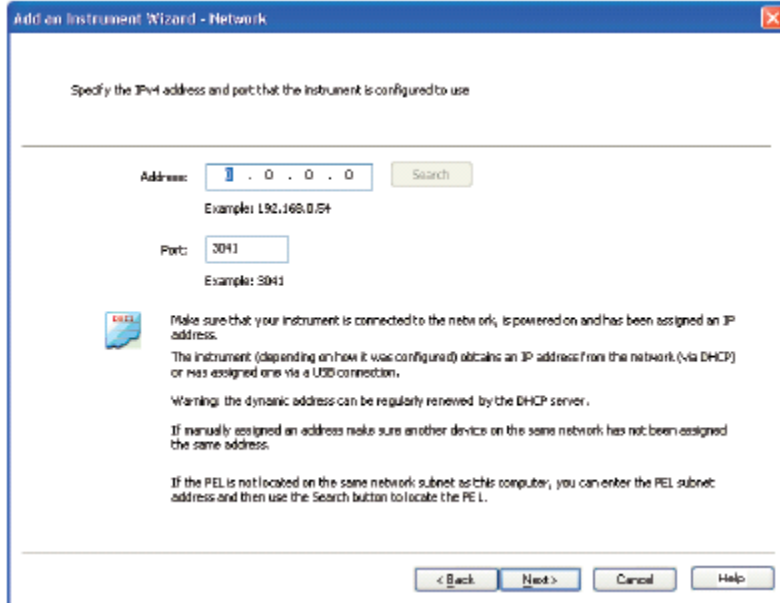 Add an Instrument Wizard - Network
Specify the IPv4 address and port that the instrument is configured to use
Address: 0 . 0 . 0 . 0 Search
Example: 192.168.0.54
Port: 3041
Example: 3041
Make sure that your instrument is connected to the network, is powered on and has been assigned an IP
address.
The instrument (depending on how it was configured) obtains an IP address from the network (via DHCP)
or was assigned one via a USB connection.
Warning: the dynamic address can be regularly renewed by the DHCP server.
If manually assigned an address make sure another device on the same network has not been assigned
the same address.
If the PEL is not located on the same network subnet as this computer, you can enter the PEL subnet
address and then use the Search button to locate the PEL.
< Back Next > Cancel Help